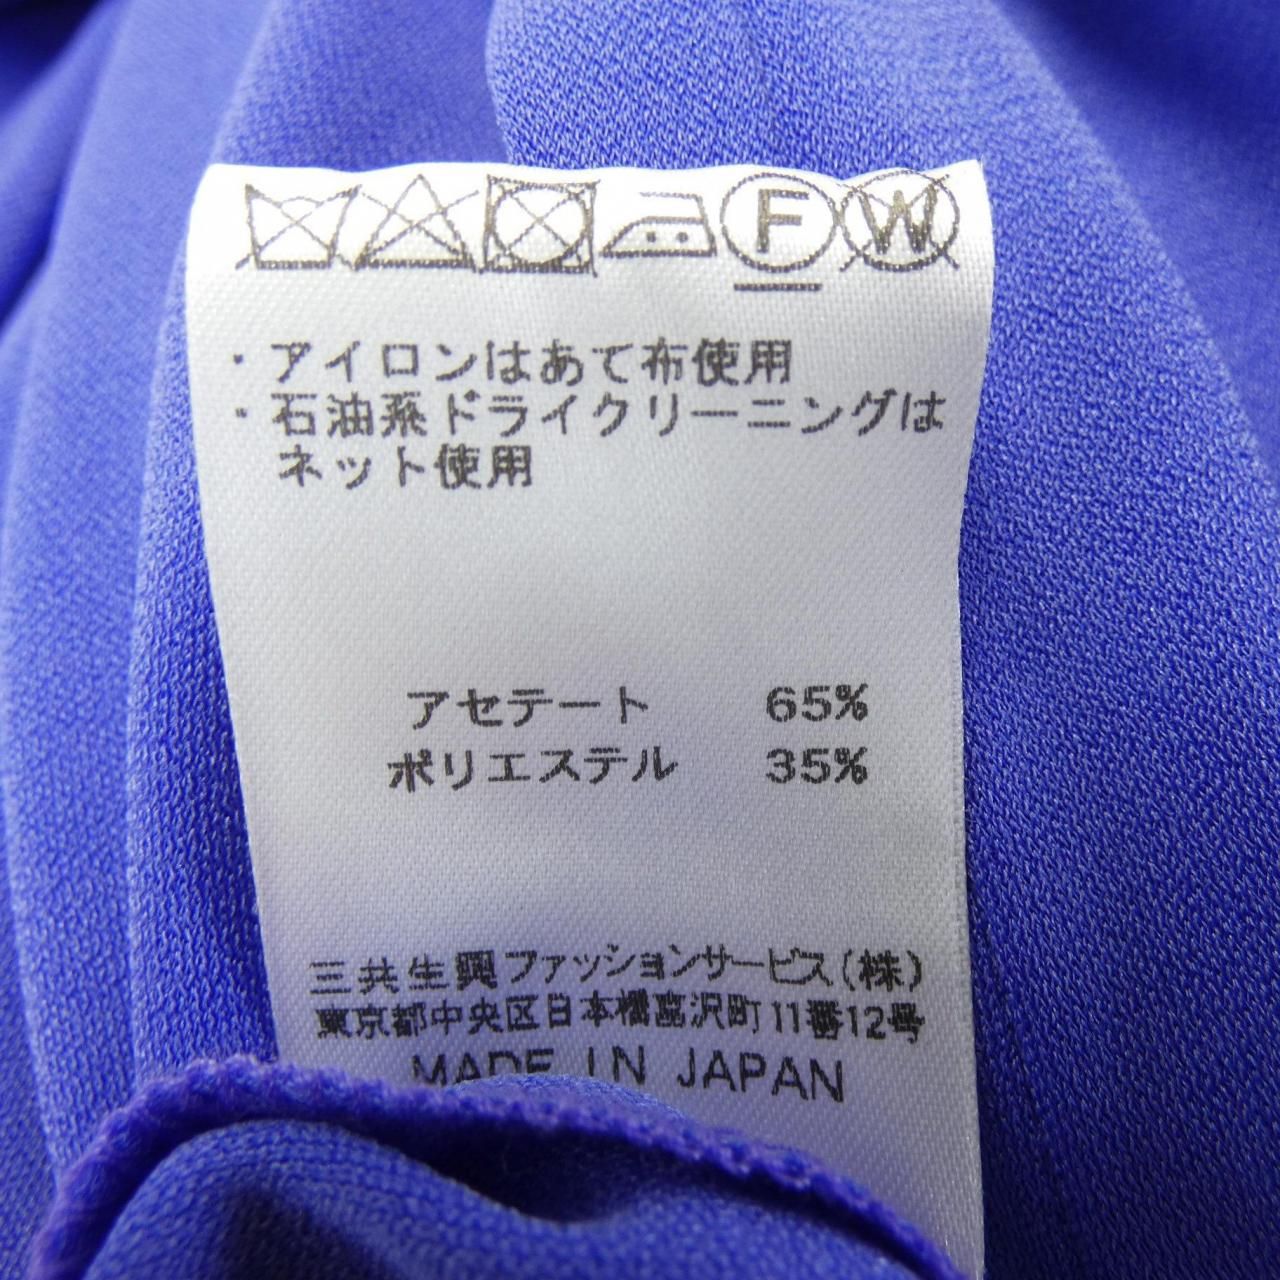 F W
・アイロンはあて布使用
・石油系ドライクリーニングは
ネット使用
アセテート 65%
ポリエステル 35%
三共生興ファッションサービス(株)
東京都中央区日本橋富沢町11番12号
MADE IN JAPAN